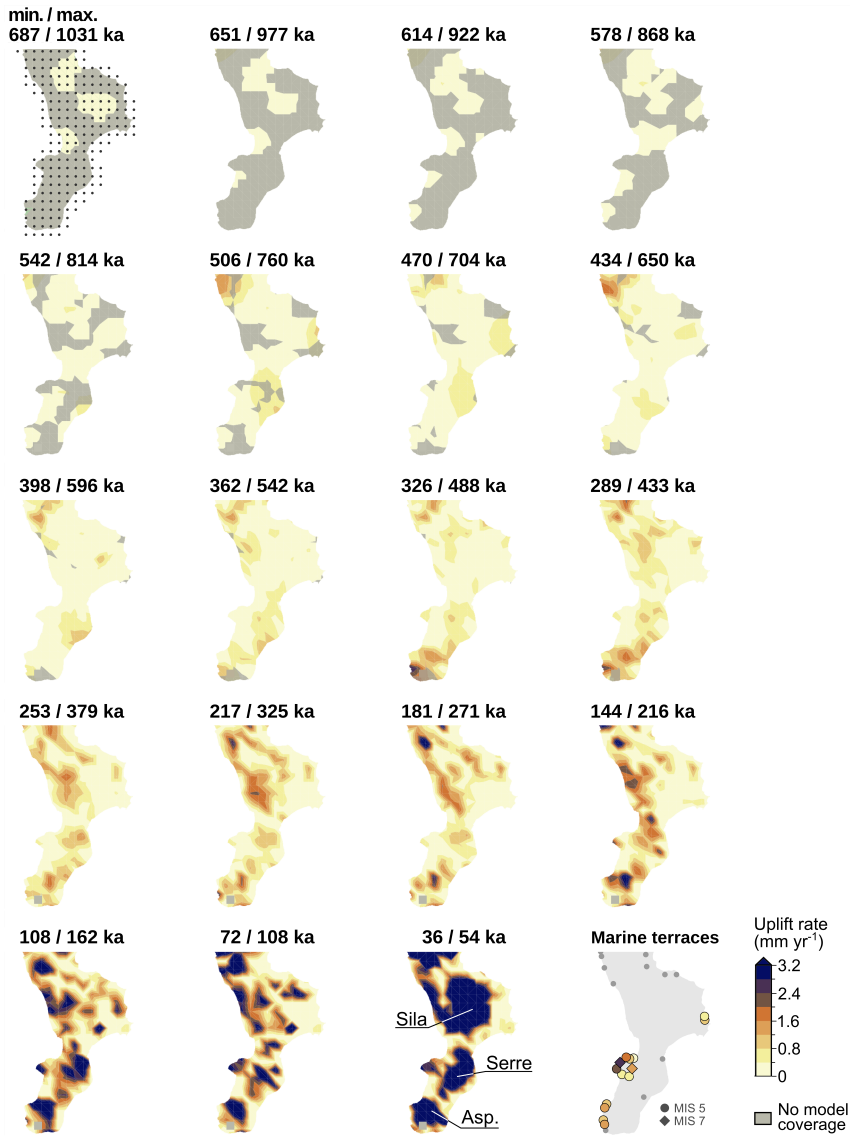 min. / max.
687 / 1031 ka
651 / 977 ka
614 / 922 ka
578 / 868 ka
542 / 814 ka
506 / 760 ka
470 / 704 ka
434 / 650 ka
398 / 596 ka
362 / 542 ka
326 / 488 ka
289 / 433 ka
253 / 379 ka
217 / 325 ka
181 / 271 ka
144 / 216 ka
108 / 162 ka
72 / 108 ka
36 / 54 ka
Sila
Serre
Asp.
Marine terraces
MIS 5
MIS 7
Uplift rate
(mm yr⁻¹)
3.2
2.4
1.6
0.8
0
No model
coverage